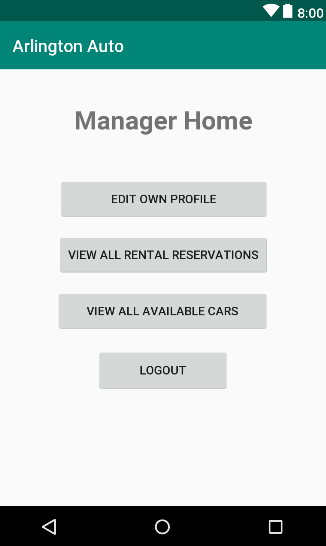 8:00
Arlington Auto
Manager Home
EDIT OWN PROFILE
VIEW ALL RENTAL RESERVATIONS
VIEW ALL AVAILABLE CARS
LOGOUT